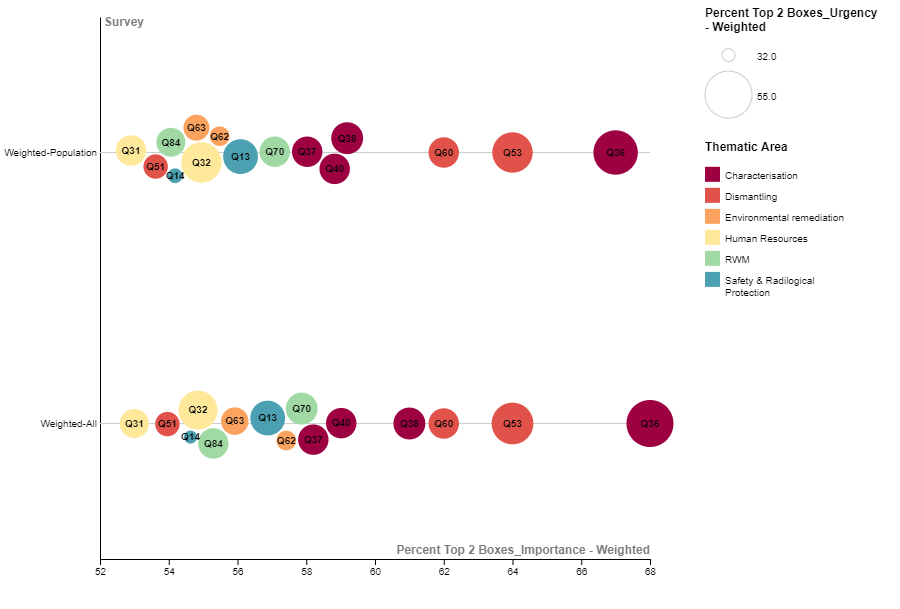 Survey
Percent Top 2 Boxes_Urgency
- Weighted
32.0
55.0
Thematic Area
Characterisation
Dismantling
Environmental remediation
Human Resources
RWM
Safety & Radilogical
Protection
Weighted-Population
Q31
Q51
Q84
Q14
Q63
Q32
Q62
Q13
Q70
Q37
Q40
Q38
Q60
Q53
Q36
Weighted-All
Q31
Q51
Q14
Q32
Q84
Q63
Q13
Q62
Q70
Q37
Q40
Q38
Q60
Q53
Q36
Percent Top 2 Boxes_Importance - Weighted
52 54 56 58 60 62 64 66 68